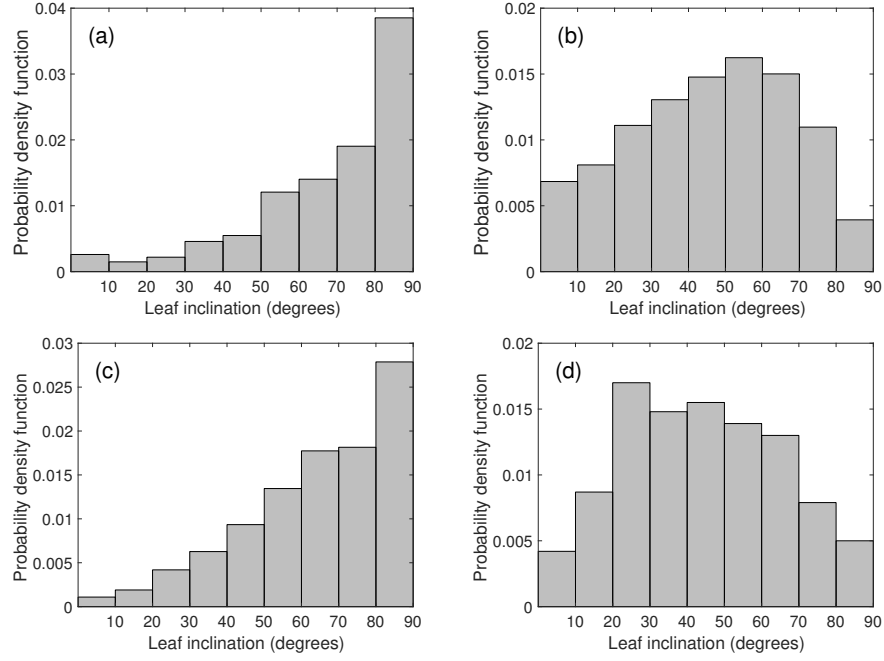 (a)
Probability density function
0.04
0.03
0.02
0.01
0
10 20 30 40 50 60 70 80 90
Leaf inclination (degrees)
(b)
Probability density function
0.02
0.015
0.01
0.005
0
10 20 30 40 50 60 70 80 90
Leaf inclination (degrees)
(c)
Probability density function
0.03
0.025
0.02
0.015
0.01
0.005
0
10 20 30 40 50 60 70 80 90
Leaf inclination (degrees)
(d)
Probability density function
0.02
0.015
0.01
0.005
0
10 20 30 40 50 60 70 80 90
Leaf inclination (degrees)